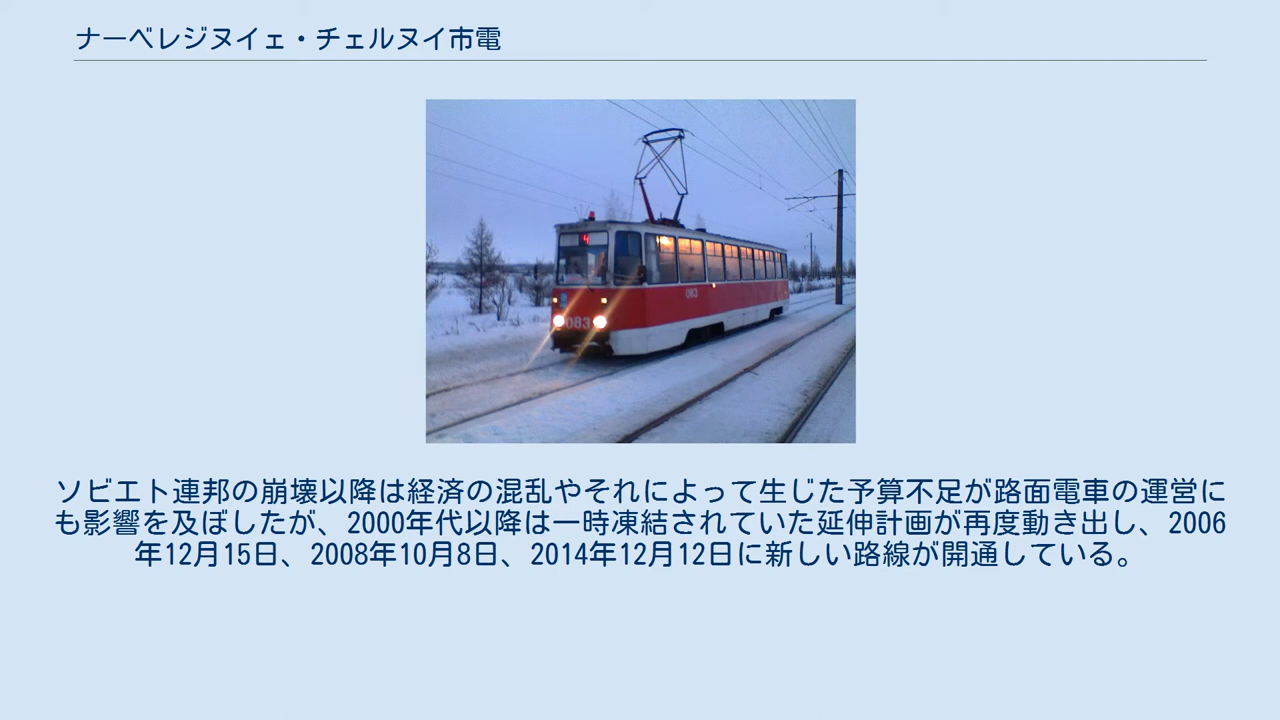 ナーベレジヌイェ・チェルヌイ市電
4
083
083
ソビエト連邦の崩壊以降は経済の混乱やそれによって生じた予算不足が路面電車の運営に
も影響を及ぼしたが、2000年代以降は一時凍結されていた延伸計画が再度動き出し、2006
年12月15日、2008年10月8日、2014年12月12日に新しい路線が開通している。